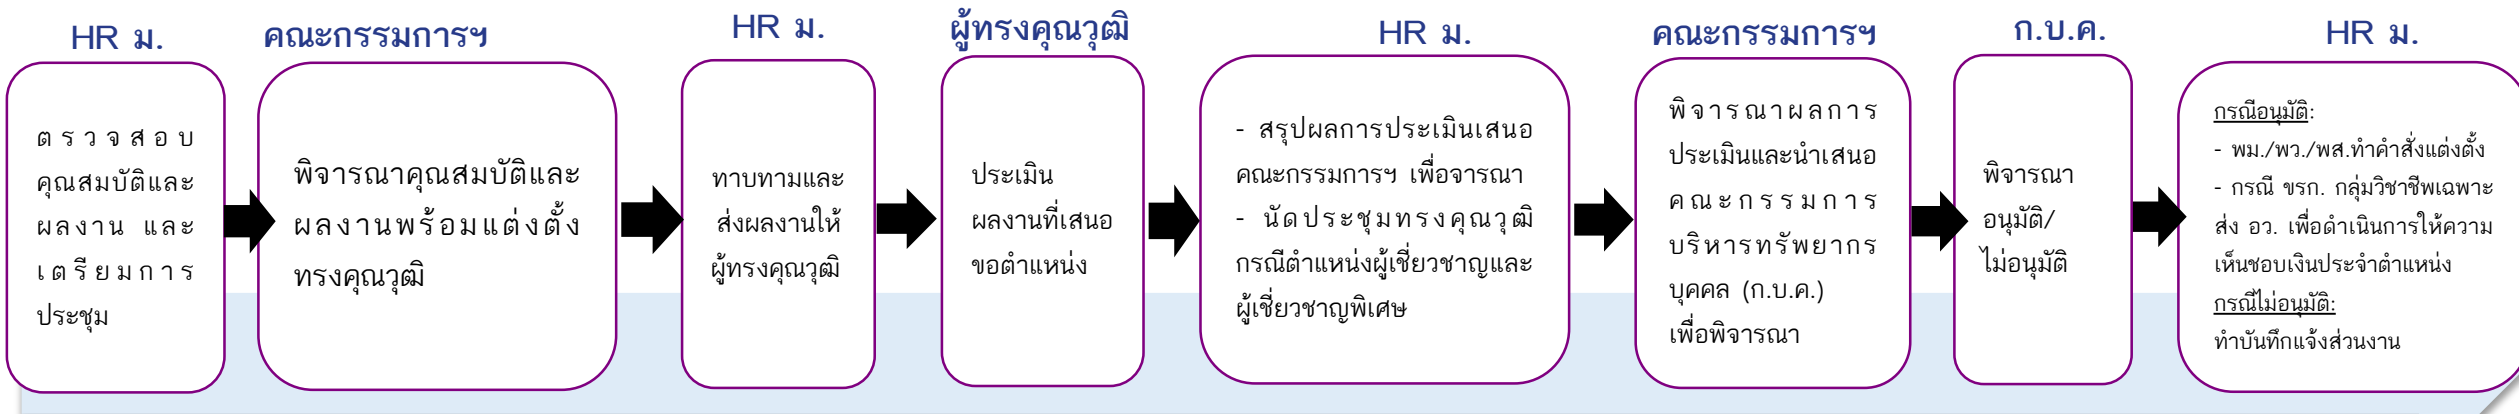 HR ม.
ตรวจสอบ
คุณสมบัติและ
ผลงาน และ
เตรียมการ
ประชุม
คณะกรรมการฯ
พิจารณาคุณสมบัติและ
ผลงานพร้อมแต่งตั้ง
ทรงคุณวุฒิ
HR ม.
ทาบทามและ
ส่งผลงานให้
ผู้ทรงคุณวุฒิ
ผู้ทรงคุณวุฒิ
ประเมิน
ผลงานที่เสนอ
ขอตำแหน่ง
HR ม.
- สรุปผลการประเมินเสนอ
คณะกรรมการฯ เพื่อจารณา
- นัดประชุมทรงคุณวุฒิ
กรณีตำแหน่งผู้เชี่ยวชาญและ
ผู้เชี่ยวชาญพิเศษ
คณะกรรมการฯ
พิจารณาผลการ
ประเมินและนำเสนอ
คณะกรรมการ
บริหารทรัพยากร
บุคคล (ก.บ.ค.)
เพื่อพิจารณา
ก.บ.ค.
พิจารณา
อนุมัติ/
ไม่อนุมัติ
HR ม.
กรณีอนุมัติ:
- พม./พว./พส.ทำคำสั่งแต่งตั้ง
- กรณี ขรก. กลุ่มวิชาชีพเฉพาะ
ส่ง อว. เพื่อดำเนินการให้ความ
เห็นชอบเงินประจำตำแหน่ง
กรณีไม่อนุมัติ:
ทำบันทึกแจ้งส่วนงาน